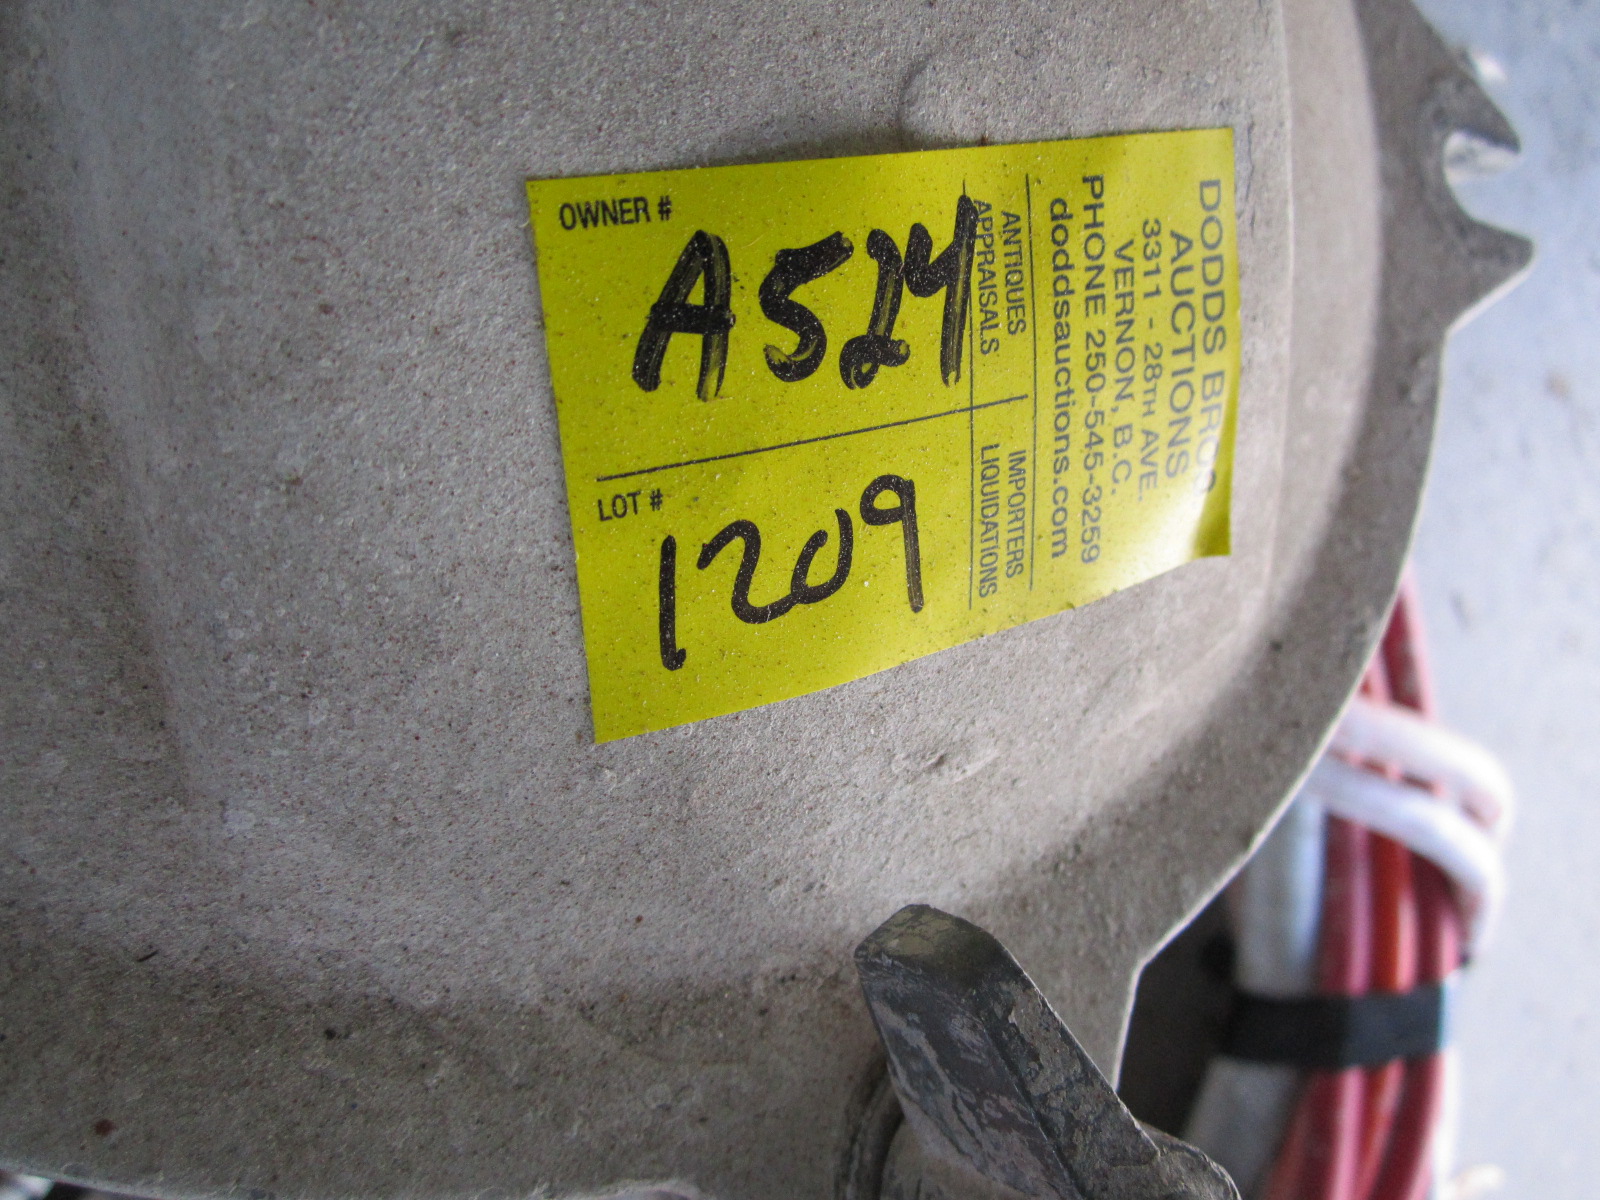 DODDS BROS
AUCTIONS
3311 - 28TH AVE.
VERNON, B.C.
PHONE 250-545-3259
doddsauctions.com
ANTIQUES
APPRAISALS
IMPORTERS
LIQUIDATIONS
OWNER #
A524
LOT #
1209